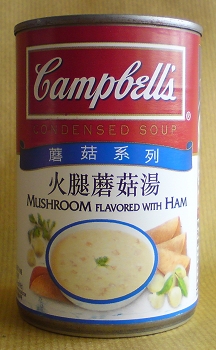 Campbell's
®
CONDENSED SOUP
蘑菇系列
火腿蘑菇湯
MUSHROOM FLAVORED WITH HAM